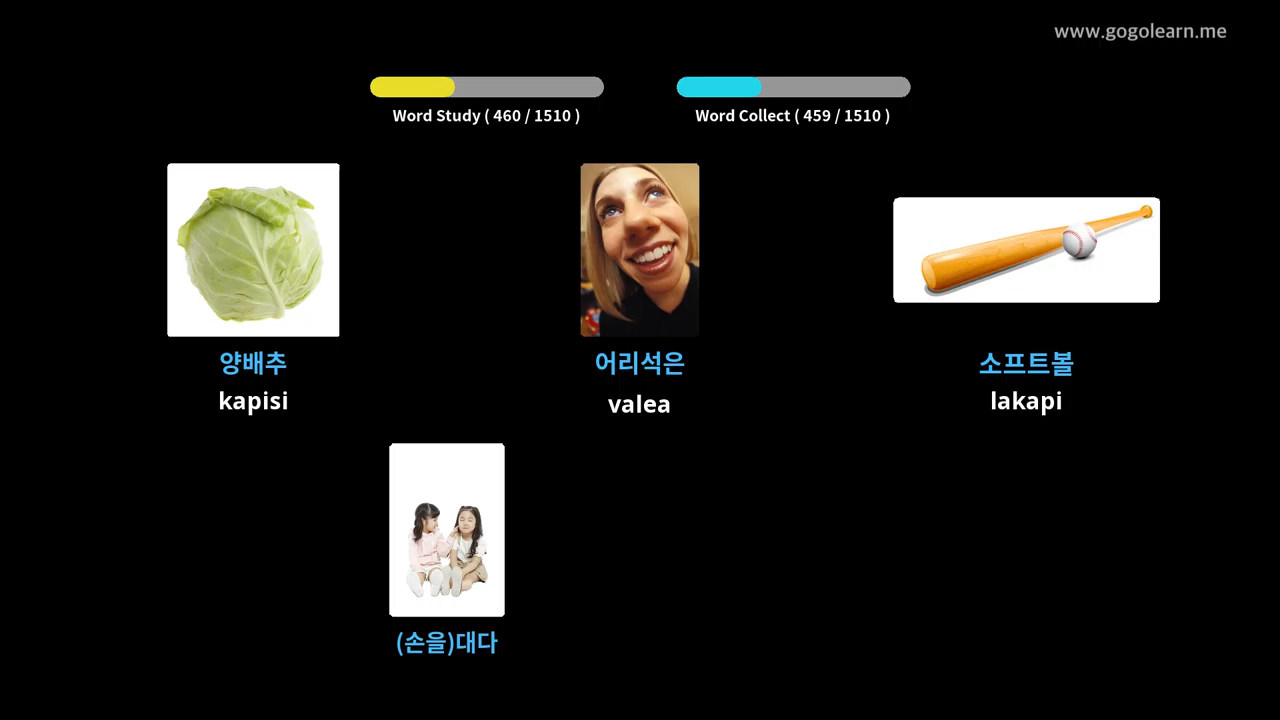 www.gogolearn.me
Word Study ( 460 / 1510 )
Word Collect ( 459 / 1510 )
양배추
kapisi
어리석은
valea
소프트볼
lakapi
(손을)대다